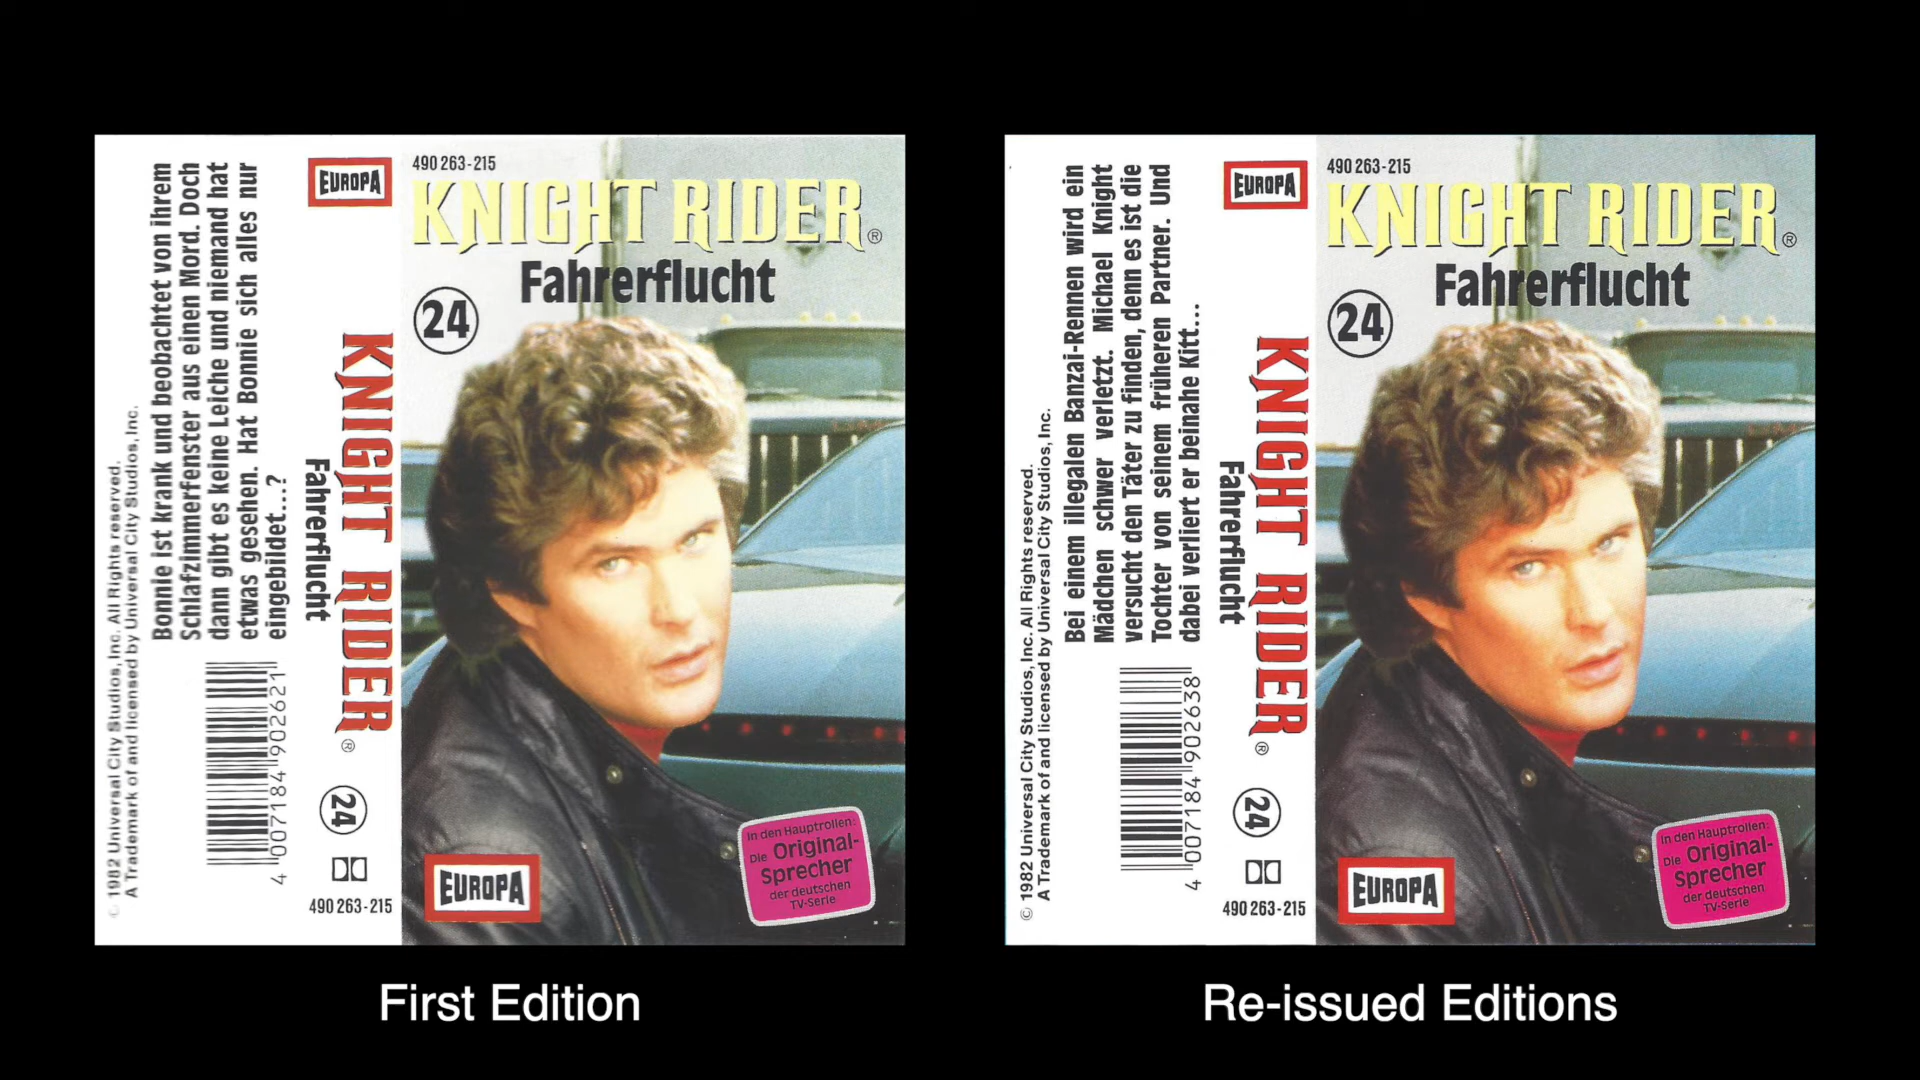 © 1982 Universal City Studios, Inc. All Rights reserved.
A Trademark of and licensed by Universal City Studios, Inc.
Bonnie ist krank und beobachtet von ihrem
Schlafzimmerfenster aus einen Mord. Doch
dann gibt es keine Leiche und niemand hat
etwas gesehen. Hat Bonnie sich alles nur
eingebildet...?
4 007184 902621
EUROPA
Fahrerflucht
KNIGHT RIDER®
24
490 263-215
490 263-215
KNIGHT RIDER®
Fahrerflucht
24
EUROPA
In den Hauptrollen:
Die Original-
Sprecher
der deutschen
TV-Serie
First Edition
© 1982 Universal City Studios, Inc. All Rights reserved.
A Trademark of and licensed by Universal City Studios, Inc.
Bei einem illegalen Banzai-Rennen wird ein
Mädchen schwer verletzt. Michael Knight
versucht den Täter zu finden, denn es ist die
Tochter von seinem früheren Partner. Und
dabei verliert er beinahe Kitt...
4 007184 902638
EUROPA
Fahrerflucht
KNIGHT RIDER®
24
490 263-215
490 263-215
KNIGHT RIDER®
Fahrerflucht
24
EUROPA
In den Hauptrollen:
Die Original-
Sprecher
der deutschen
TV-Serie
Re-issued Editions